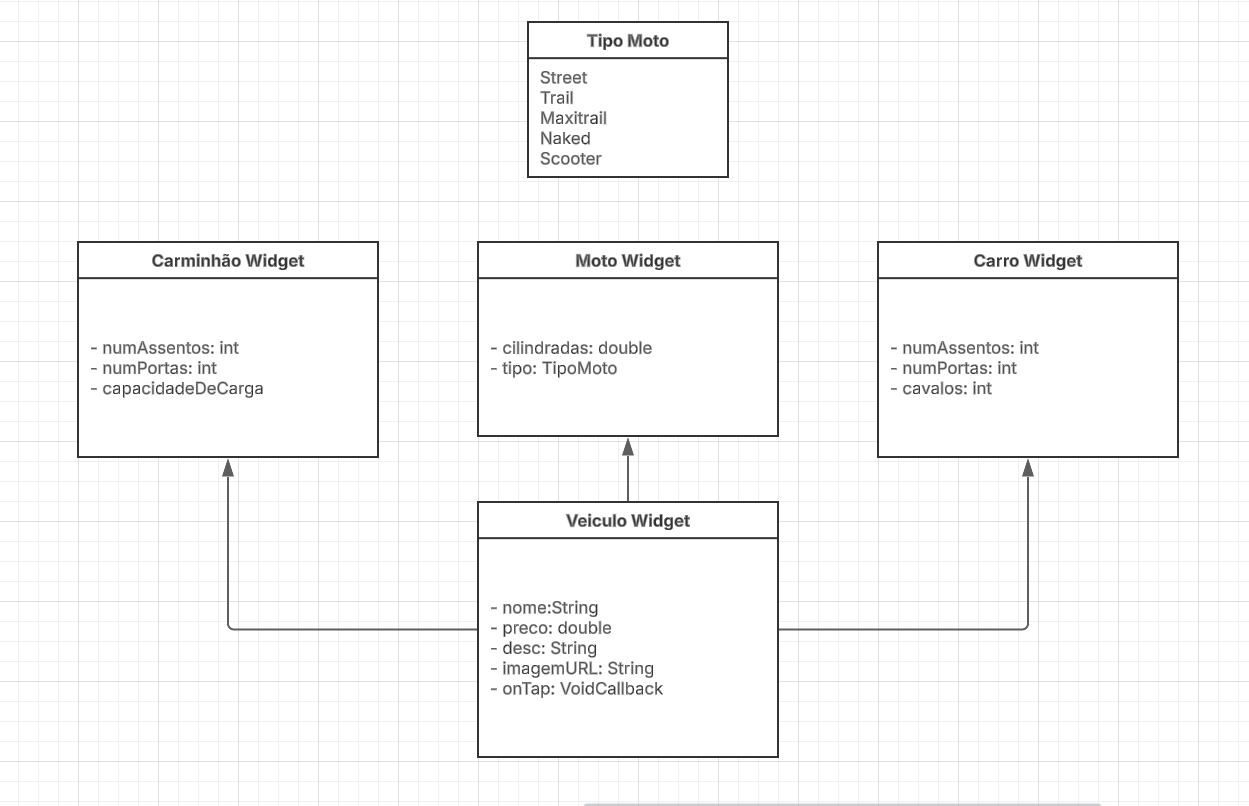 Tipo Moto
Street
Trail
Maxitrail
Naked
Scooter
Carminhão Widget
- numAssentos: int
- numPortas: int
- capacidadeDeCarga
Moto Widget
- cilindradas: double
- tipo: TipoMoto
Carro Widget
- numAssentos: int
- numPortas: int
- cavalos: int
Veiculo Widget
- nome:String
- preco: double
- desc: String
- imagemURL: String
- onTap: VoidCallback